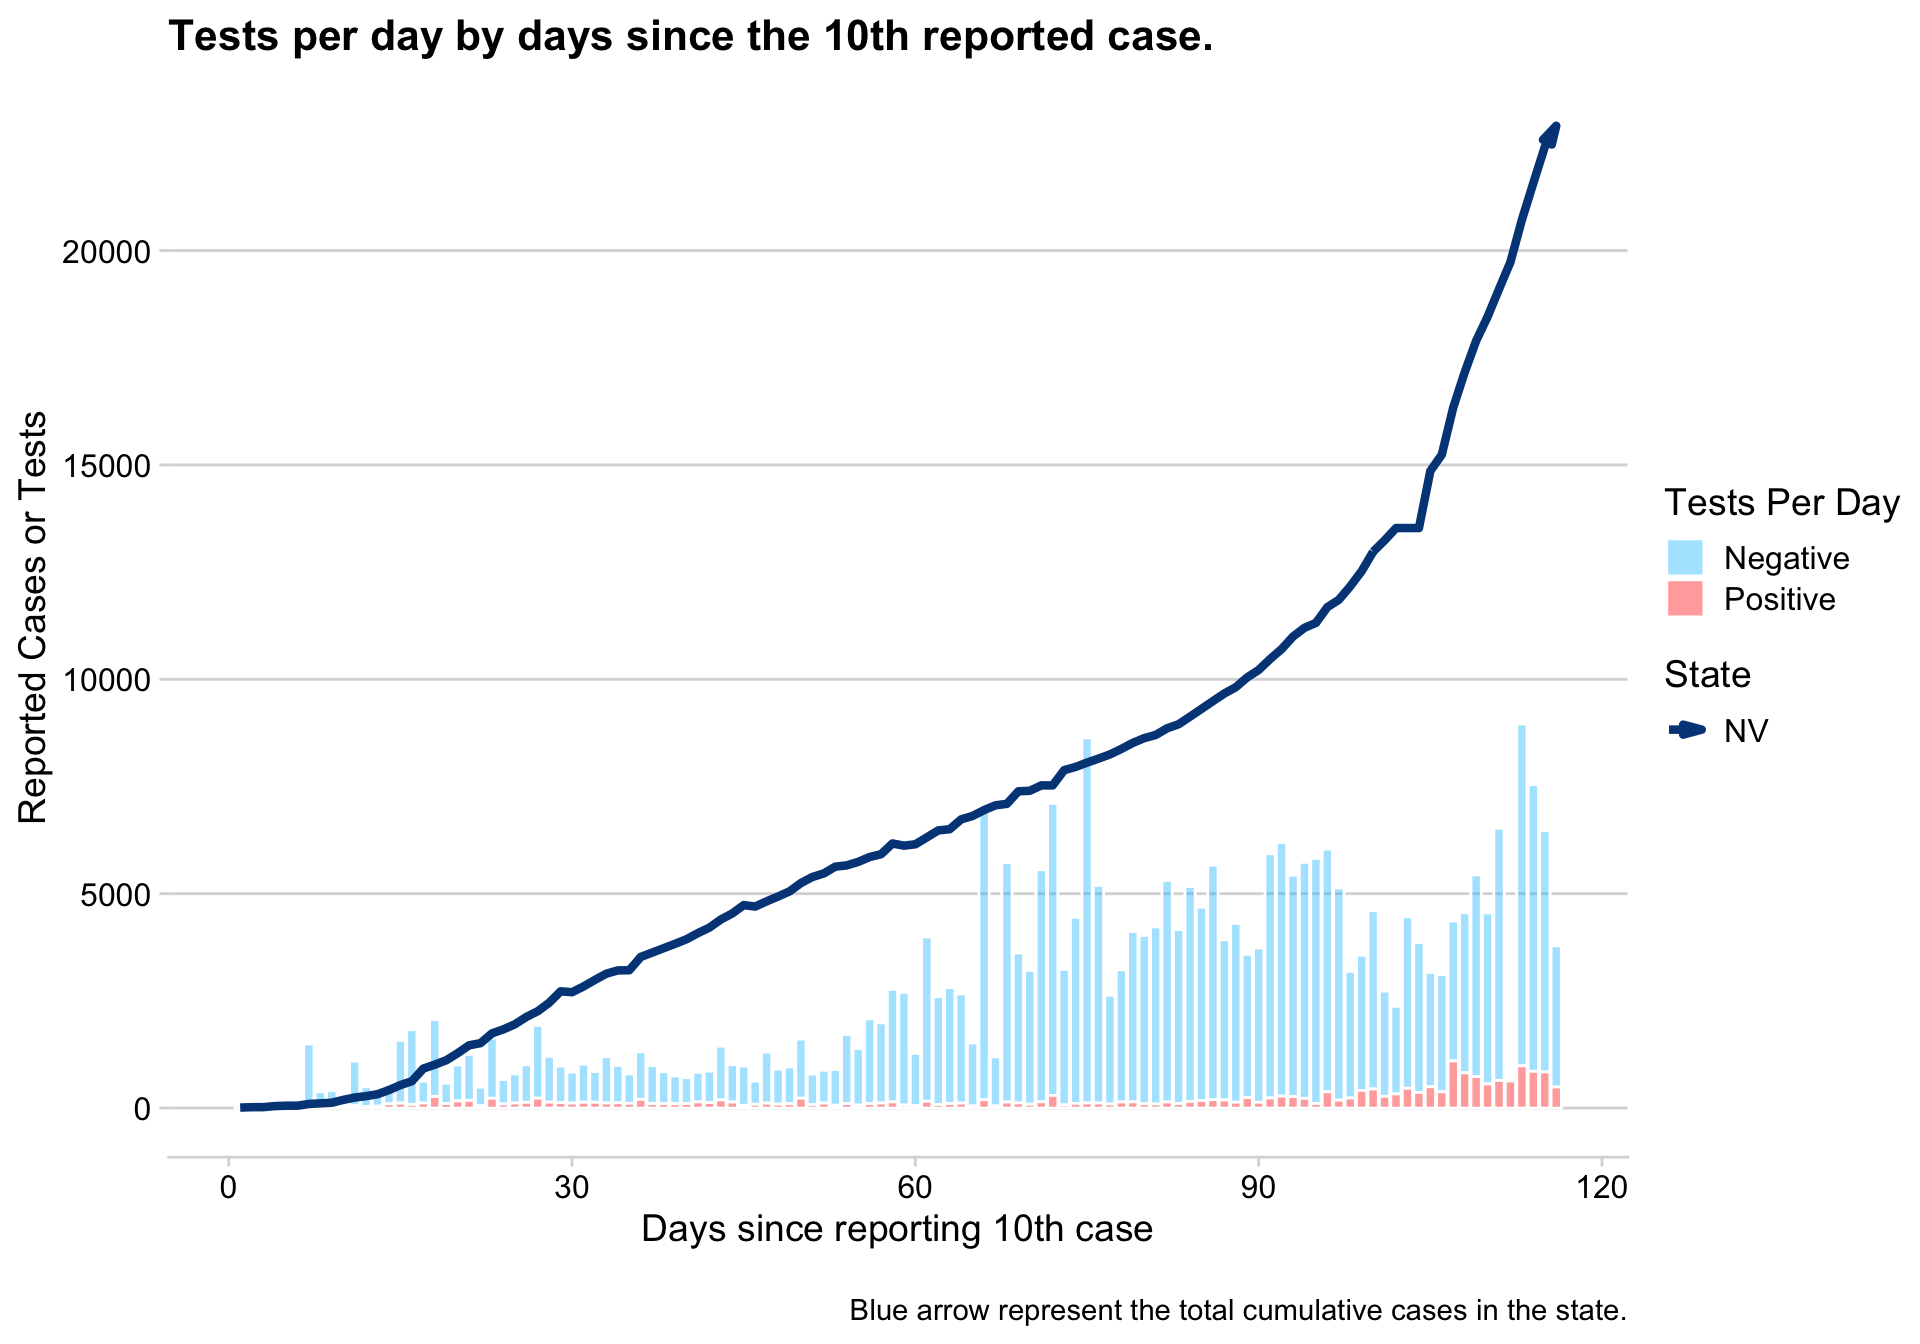 Tests per day by days since the 10th reported case.
20000
15000
10000
5000
0
Reported Cases or Tests
0 30 60 90 120
Days since reporting 10th case
Tests Per Day
Negative
Positive
State
NV
Blue arrow represent the total cumulative cases in the state.